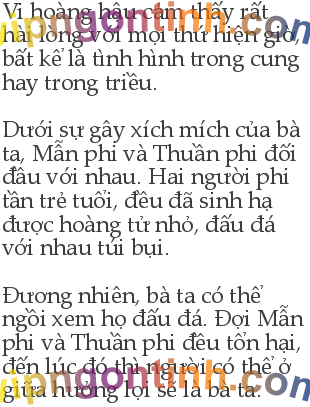 Vị hoàng hậu cảm thấy rất
hài lòng với mọi thứ hiện giờ,
bất kể là tình hình trong cung
hay trong triều.
Dưới sự gây xích mích của bà
ta, Mẫn phi và Thuần phi đối
đầu với nhau. Hai người phi
tần trẻ tuổi, đều đã sinh hạ
được hoàng tử nhỏ, đấu đá
với nhau túi bụi.
Đương nhiên, bà ta có thể
ngồi xem họ đấu đá. Đợi Mẫn
phi và Thuần phi đều tổn hại,
đến lúc đó thì người có thể ở
giữa hưởng lợi sẽ là bà ta.
vipngontinh.com
vipngontinh.com